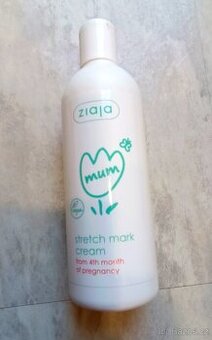 ziaja
mum
stretch mark
cream
from 4th month
of pregnancy